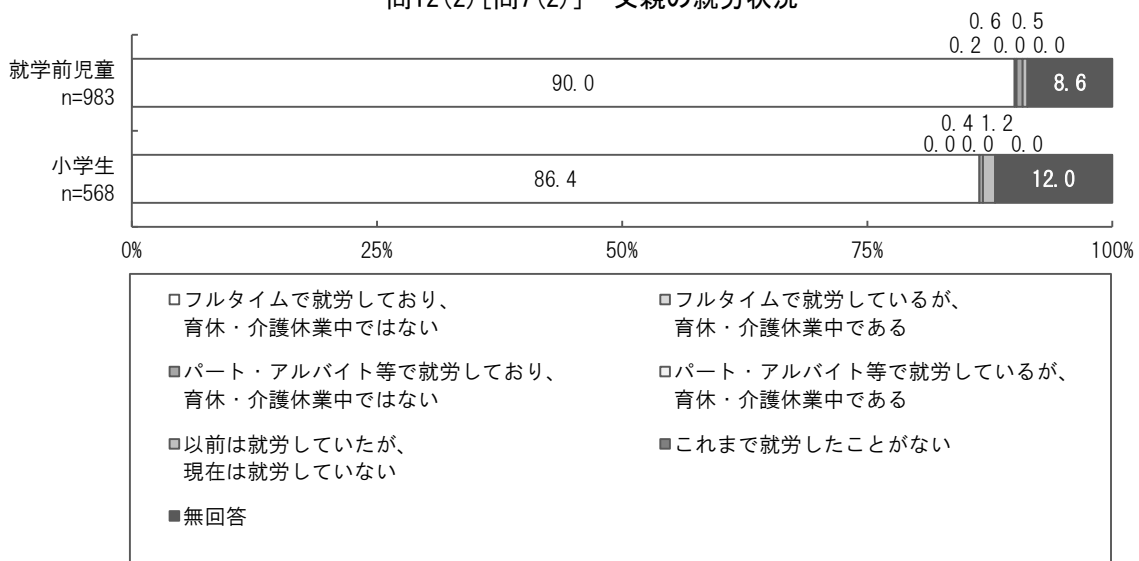 問12(2)[問7(2)] 父親の就労状況
0.6 0.5
0.2 0.0 0.0
就学前児童
n=983
90.0
8.6
0.4 1.2
0.0 0.0 0.0
小学生
n=568
86.4
12.0
0% 25% 50% 75% 100%
□フルタイムで就労しており、
育休・介護休業中ではない
□フルタイムで就労しているが、
育休・介護休業中である
■パート・アルバイト等で就労しており、
育休・介護休業中ではない
□パート・アルバイト等で就労しているが、
育休・介護休業中である
■以前は就労していたが、
現在は就労していない
■これまで就労したことがない
■無回答